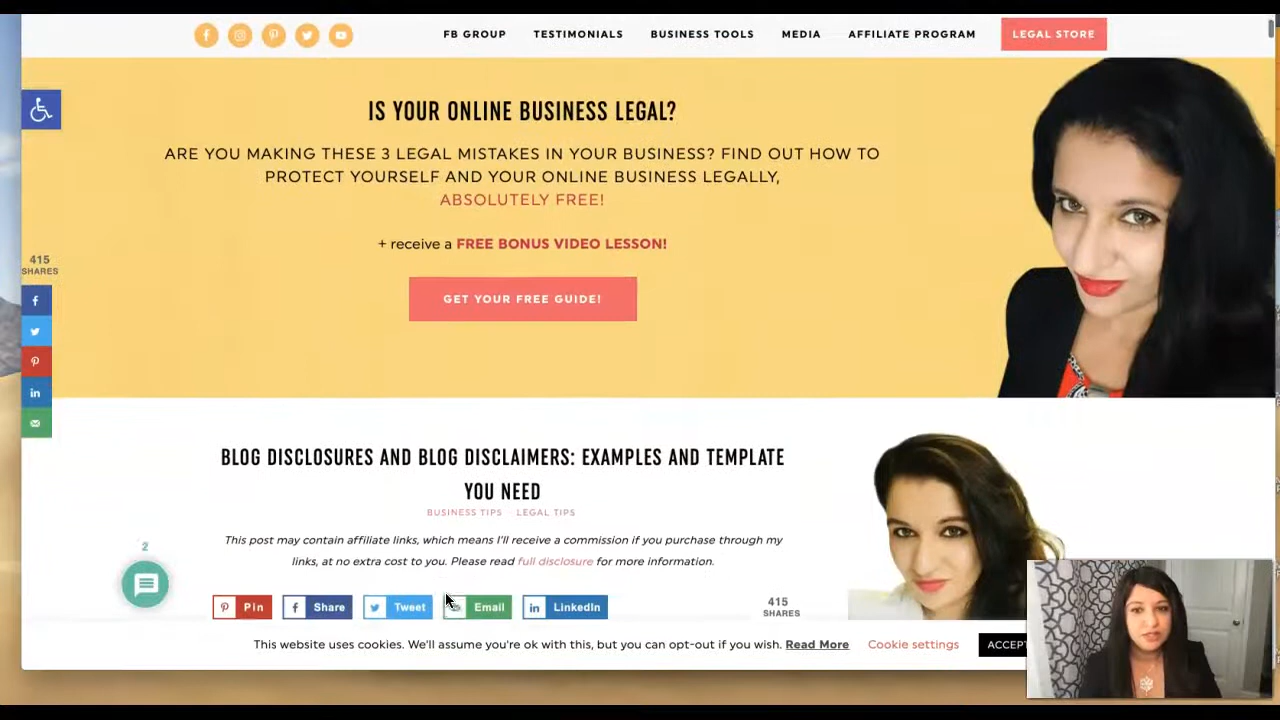 FB GROUP TESTIMONIALS BUSINESS TOOLS MEDIA AFFILIATE PROGRAM LEGAL STORE
IS YOUR ONLINE BUSINESS LEGAL?
ARE YOU MAKING THESE 3 LEGAL MISTAKES IN YOUR BUSINESS? FIND OUT HOW TO
PROTECT YOURSELF AND YOUR ONLINE BUSINESS LEGALLY,
ABSOLUTELY FREE!
+ receive a FREE BONUS VIDEO LESSON!
GET YOUR FREE GUIDE!
415
SHARES
BLOG DISCLOSURES AND BLOG DISCLAIMERS: EXAMPLES AND TEMPLATE
YOU NEED
BUSINESS TIPS · LEGAL TIPS
This post may contain affiliate links, which means I'll receive a commission if you purchase through my
links, at no extra cost to you. Please read full disclosure for more information.
2
Pin Share Tweet Email LinkedIn
415
SHARES
This website uses cookies. We'll assume you're ok with this, but you can opt-out if you wish. Read More Cookie settings ACCEPT